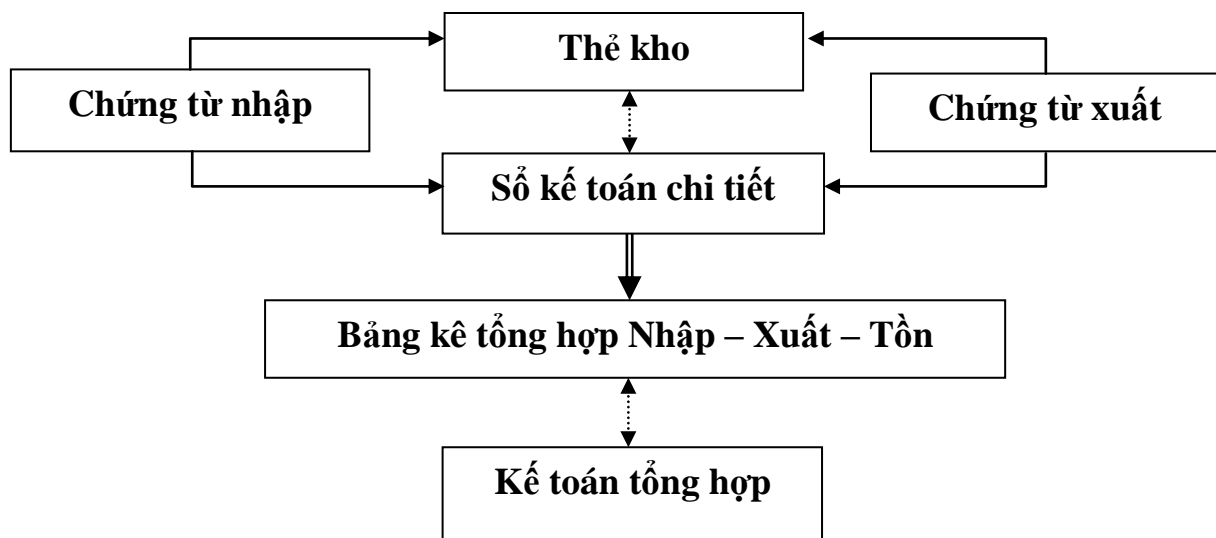 Thẻ kho
Chứng từ nhập
Chứng từ xuất
Sổ kế toán chi tiết
Bảng kê tổng hợp Nhập – Xuất – Tồn
Kế toán tổng hợp